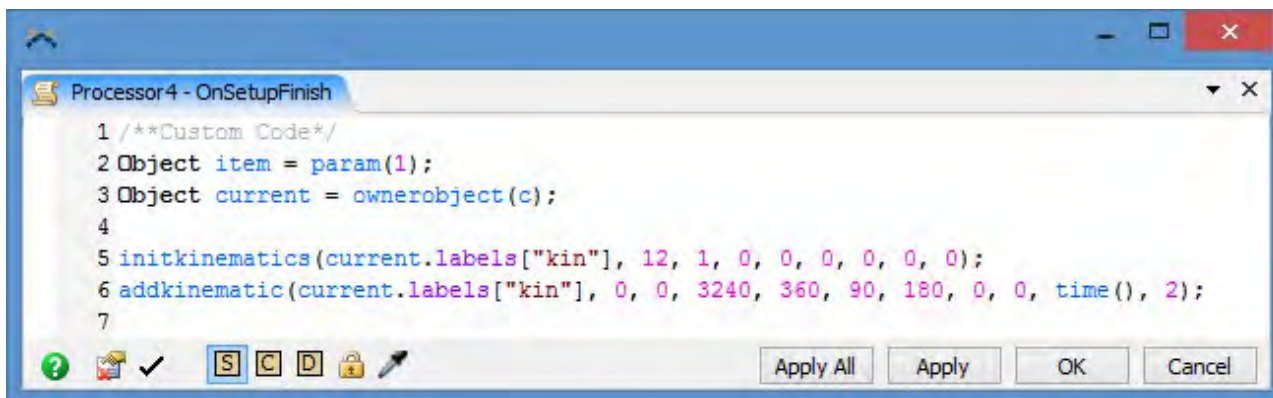 Processor4 - OnSetupFinish
1 /**Custom Code*/
2 Object item = param(1);
3 Object current = ownerobject(c);
4
5 initkinematics(current.labels["kin"], 12, 1, 0, 0, 0, 0, 0, 0);
6 addkinematic(current.labels["kin"], 0, 0, 3240, 360, 90, 180, 0, 0, time(), 2);
7
S C D Apply All Apply OK Cancel